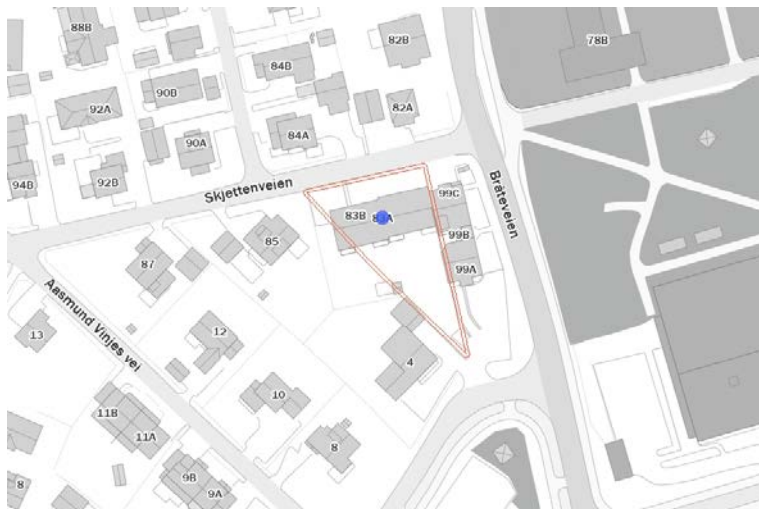 88B
82B
78B
84B
90B
92A
82A
84A
90A
94B
92B
Skjettenveien
Bråteveien
99C
83B
83A
99B
85
87
99A
Aasmund Vinjes vei
13
12
4
10
11B
11A
8
9B
8
9A